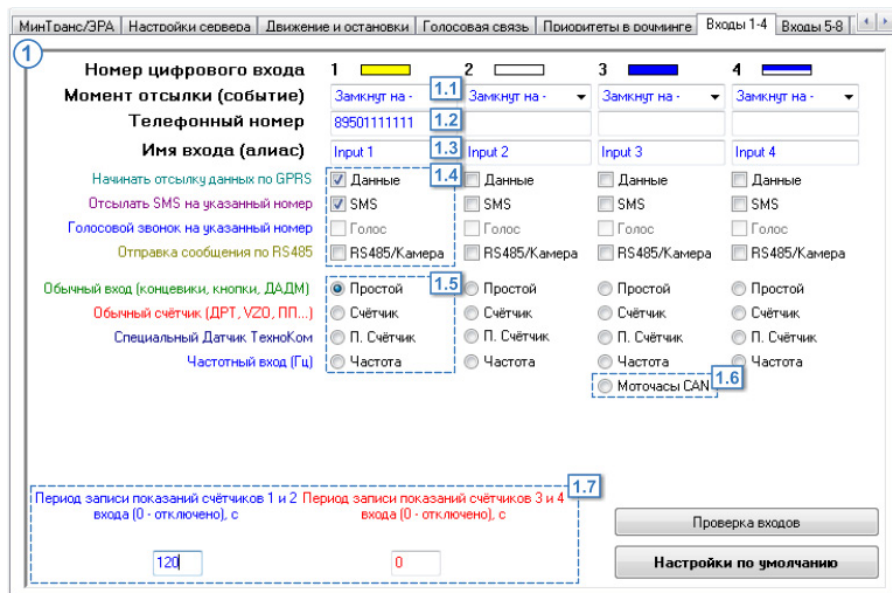 МинТранс/ЭРА Настройки сервера Движение и остановки Голосовая связь Приоритеты в роуминге Входы 1-4 Входы 5-8
1
Номер цифрового входа 1 2 3 4
Момент отсылки (событие) Замкнут на - 1.1 Замкнут на - Замкнут на - Замкнут на -
Телефонный номер 89501111111 1.2
Имя входа (алиас) Input 1 1.3 Input 2 Input 3 Input 4
Начинать отсылку данных по GPRS Данные 1.4 Данные Данные Данные
Отсылать SMS на указанный номер SMS SMS SMS SMS
Голосовой звонок на указанный номер Голос Голос Голос Голос
Отправка сообщения по RS485 RS485/Камера RS485/Камера RS485/Камера RS485/Камера
Обычный вход (концевики, кнопки, ДАДМ) Простой 1.5 Простой Простой Простой
Обычный счётчик (ДРТ, VZO, ПП...) Счётчик Счётчик Счётчик Счётчик
Специальный Датчик ТехноКом П. Счётчик П. Счётчик П. Счётчик П. Счётчик
Частотный вход (Гц) Частота Частота Частота Частота
Моточасы CAN 1.6
1.7
Период записи показаний счётчиков 1 и 2 Период записи показаний счётчиков 3 и 4
входа (0 - отключено), с входа (0 - отключено), с
Проверка входов
120 0 Настройки по умолчанию